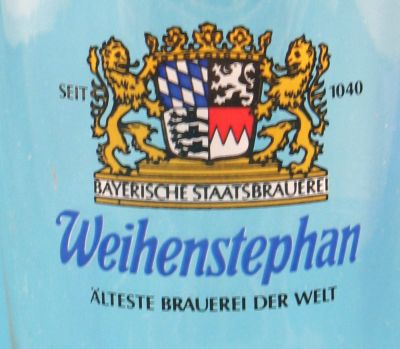 SEIT 1040
BAYERISCHE STAATSBRAUEREI
Weihenstephan
ÄLTESTE BRAUEREI DER WELT